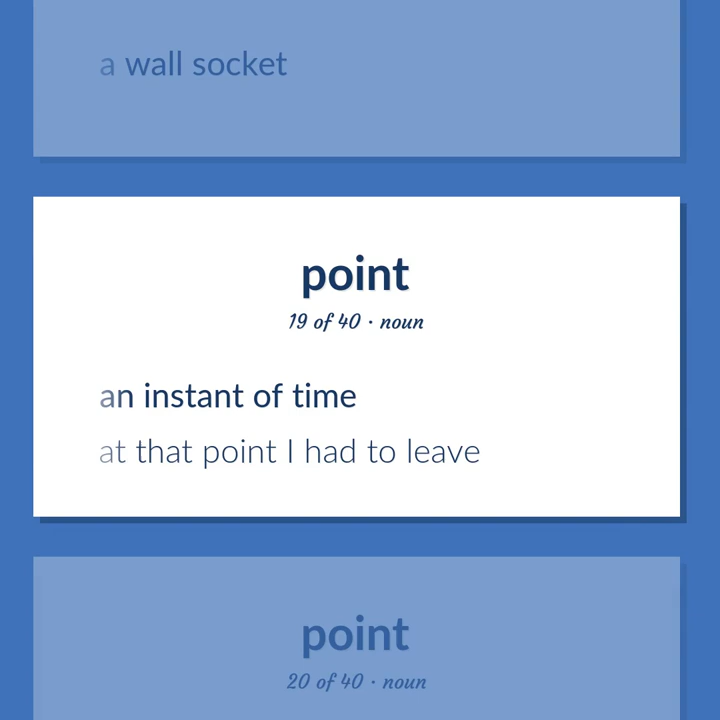 a wall socket
point
19 of 40 · noun
an instant of time
at that point I had to leave
point
20 of 40 · noun